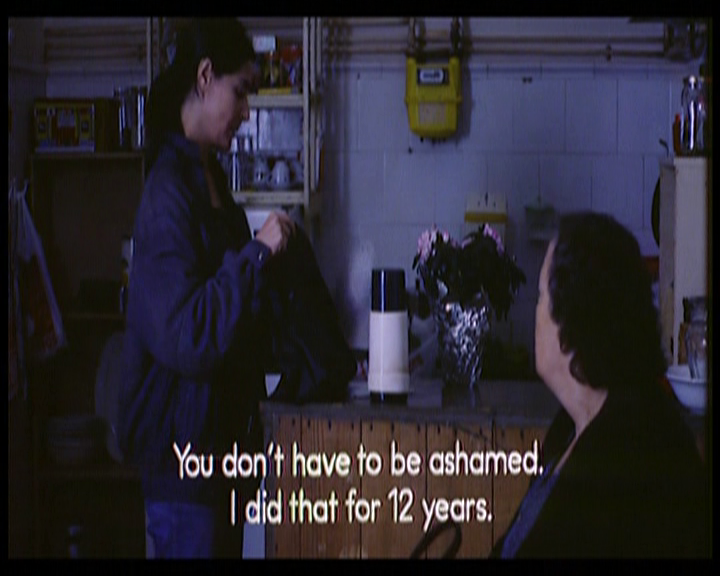 You don't have to be ashamed.
I did that for 12 years.